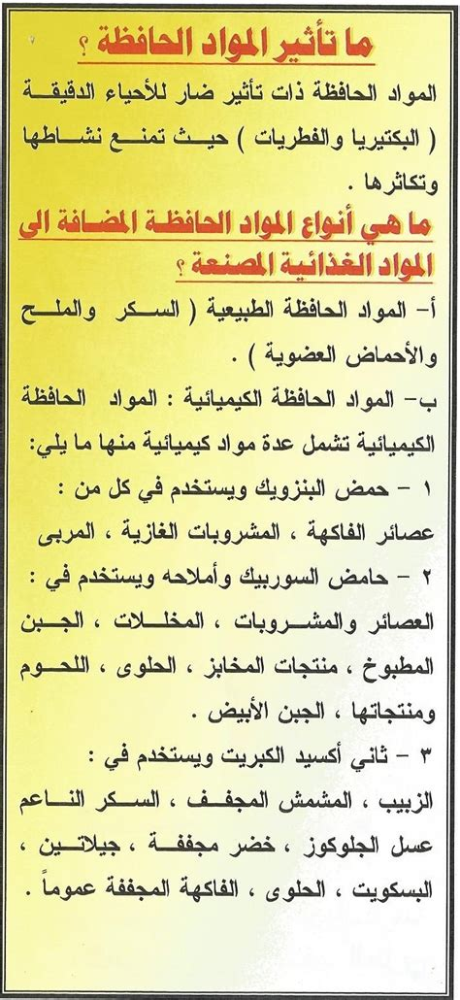 ما تأثير المواد الحافظة ؟
المواد الحافظة ذات تأثير ضار للأحياء الدقيقة
( البكتيريا والفطريات ) حيث تمنع نشاطها
وتكاثرها .
ما هي أنواع المواد الحافظة المضافة الى
المواد الغذائية المصنعة ؟
أ- المواد الحافظة الطبيعية ( السكر والملح
والأحماض العضوية ) .
ب- المواد الحافظة الكيميائية : المواد الحافظة
الكيميائية تشمل عدة مواد كيميائية منها ما يلي:
١ - حمض البنزويك ويستخدم في كل من :
عصائر الفاكهة ، المشروبات الغازية ، المربى
٢ - حامض السوربيك وأملاحه ويستخدم في :
العصائر والمشروبات ، المخللات ، الجبن
المطبوخ ، منتجات المخابز ، الحلوى ، اللحوم
ومنتجاتها ، الجبن الأبيض .
٣ - ثاني أكسيد الكبريت ويستخدم في :
الزبيب ، المشمش المجفف ، السكر الناعم
عسل الجلوكوز ، خضر مجففة ، جيلاتين ،
البسكويت ، الحلوى ، الفاكهة المجففة عموماً .